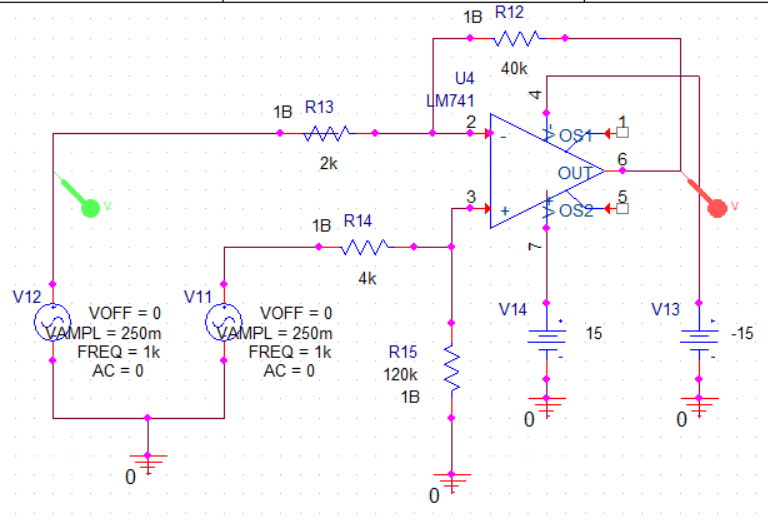 1B
R12
40k
U4
LM741
4
1B
R13
2k
2
-
V-
OS1
1
OUT
6
3
+
V+
OS2
5
7
V
V
1B
R14
4k
V12
VOFF = 0
VAMPL = 250m
FREQ = 1k
AC = 0
V11
VOFF = 0
VAMPL = 250m
FREQ = 1k
AC = 0
R15
120k
1B
V14
+
15
-
V13
+
-15
-
0
0
0
0